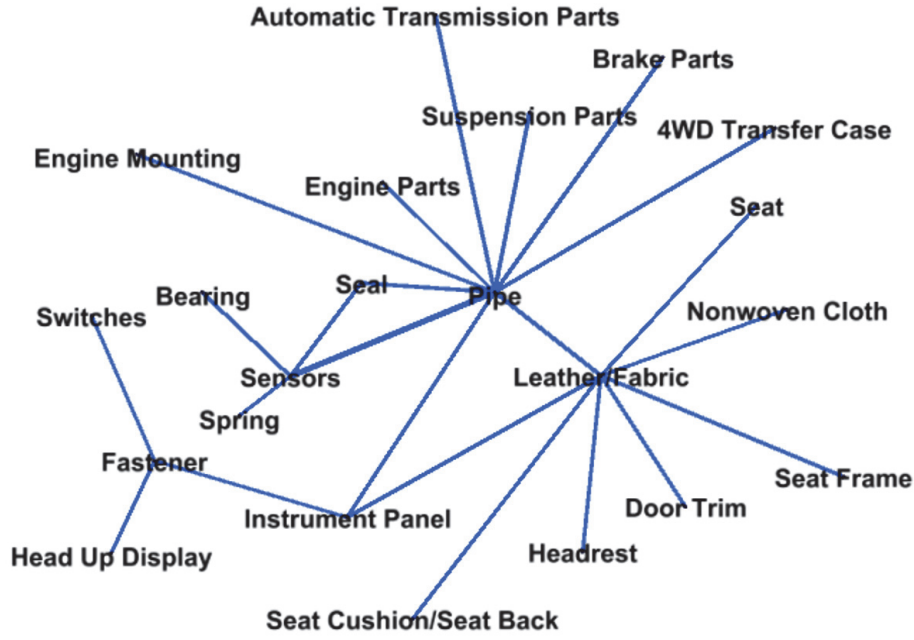 Automatic Transmission Parts
Brake Parts
Suspension Parts
4WD Transfer Case
Engine Mounting
Engine Parts
Seat
Seal
Pipe
Bearing
Nonwoven Cloth
Switches
Sensors
Leather/Fabric
Spring
Fastener
Seat Frame
Door Trim
Instrument Panel
Headrest
Head Up Display
Seat Cushion/Seat Back